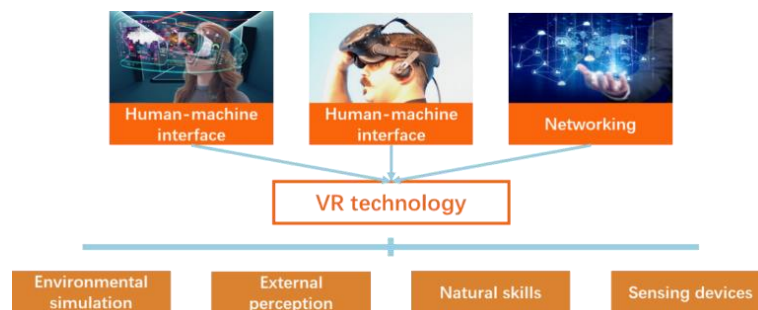 Human-machine
interface
Human-machine
interface
Networking
VR technology
Environmental
simulation
External
perception
Natural skills
Sensing devices